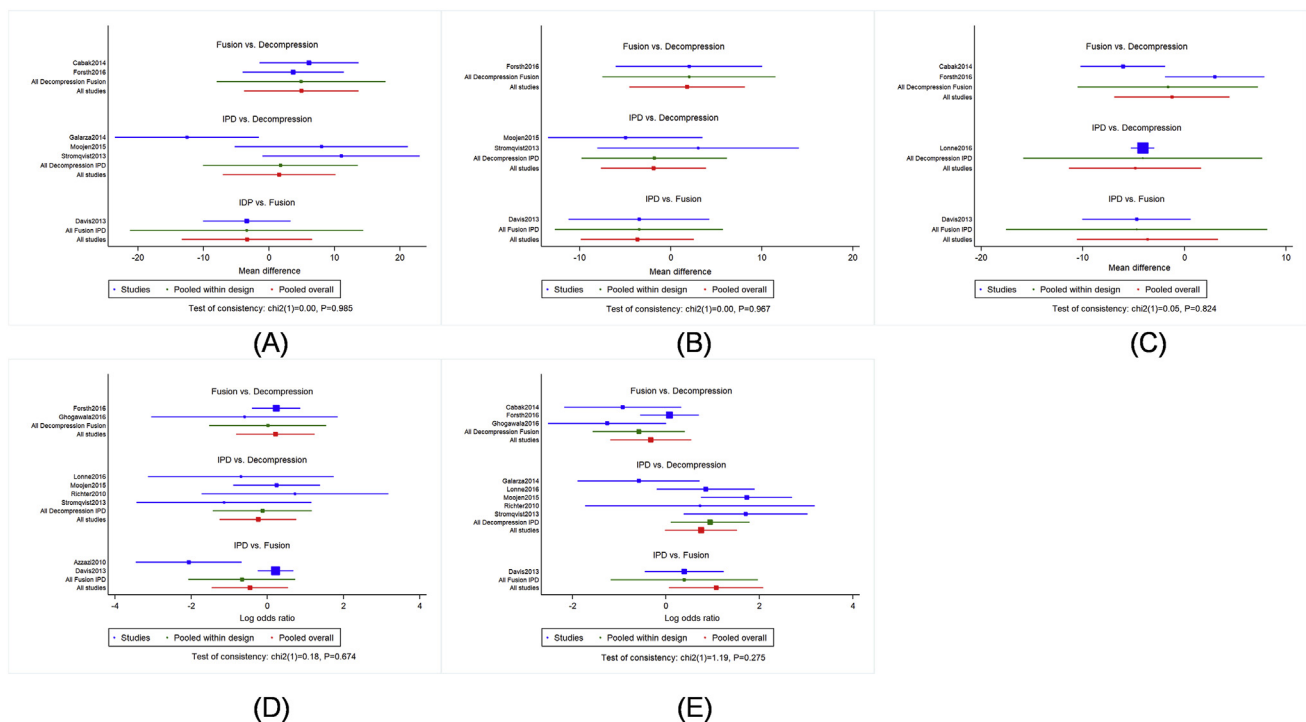 Fusion vs. Decompression
Cabak2014
Forsth2016
All Decompression Fusion
All studies
IPD vs. Decompression
Galarza2014
Moojen2015
Stromqvist2013
All Decompression IPD
All studies
IDP vs. Fusion
Davis2013
All Fusion IPD
All studies
-20 -10 0 10 20
Mean difference
Studies Pooled within design Pooled overall
Test of consistency: chi2(1)=0.00, P=0.985
(A)
Fusion vs. Decompression
Forsth2016
All Decompression Fusion
All studies
IPD vs. Decompression
Moojen2015
Stromqvist2013
All Decompression IPD
All studies
IPD vs. Fusion
Davis2013
All Fusion IPD
All studies
-10 0 10 20
Mean difference
Studies Pooled within design Pooled overall
Test of consistency: chi2(1)=0.00, P=0.967
(B)
Fusion vs. Decompression
Cabak2014
Forsth2016
All Decompression Fusion
All studies
IPD vs. Decompression
Lonne2016
All Decompression IPD
All studies
IPD vs. Fusion
Davis2013
All Fusion IPD
All studies
-20 -10 0 10
Mean difference
Studies Pooled within design Pooled overall
Test of consistency: chi2(1)=0.05, P=0.824
(C)
Fusion vs. Decompression
Forsth2016
Ghogawala2016
All Decompression Fusion
All studies
IPD vs. Decompression
Lonne2016
Moojen2015
Richter2010
Stromqvist2013
All Decompression IPD
All studies
IPD vs. Fusion
Azzazi2010
Davis2013
All Fusion IPD
All studies
-4 -2 0 2 4
Log odds ratio
Studies Pooled within design Pooled overall
Test of consistency: chi2(1)=0.18, P=0.674
(D)
Fusion vs. Decompression
Cabak2014
Forsth2016
Ghogawala2016
All Decompression Fusion
All studies
IPD vs. Decompression
Galarza2014
Lonne2016
Moojen2015
Richter2010
Stromqvist2013
All Decompression IPD
All studies
IPD vs. Fusion
Davis2013
All Fusion IPD
All studies
-2 0 2 4
Log odds ratio
Studies Pooled within design Pooled overall
Test of consistency: chi2(1)=1.19, P=0.275
(E)